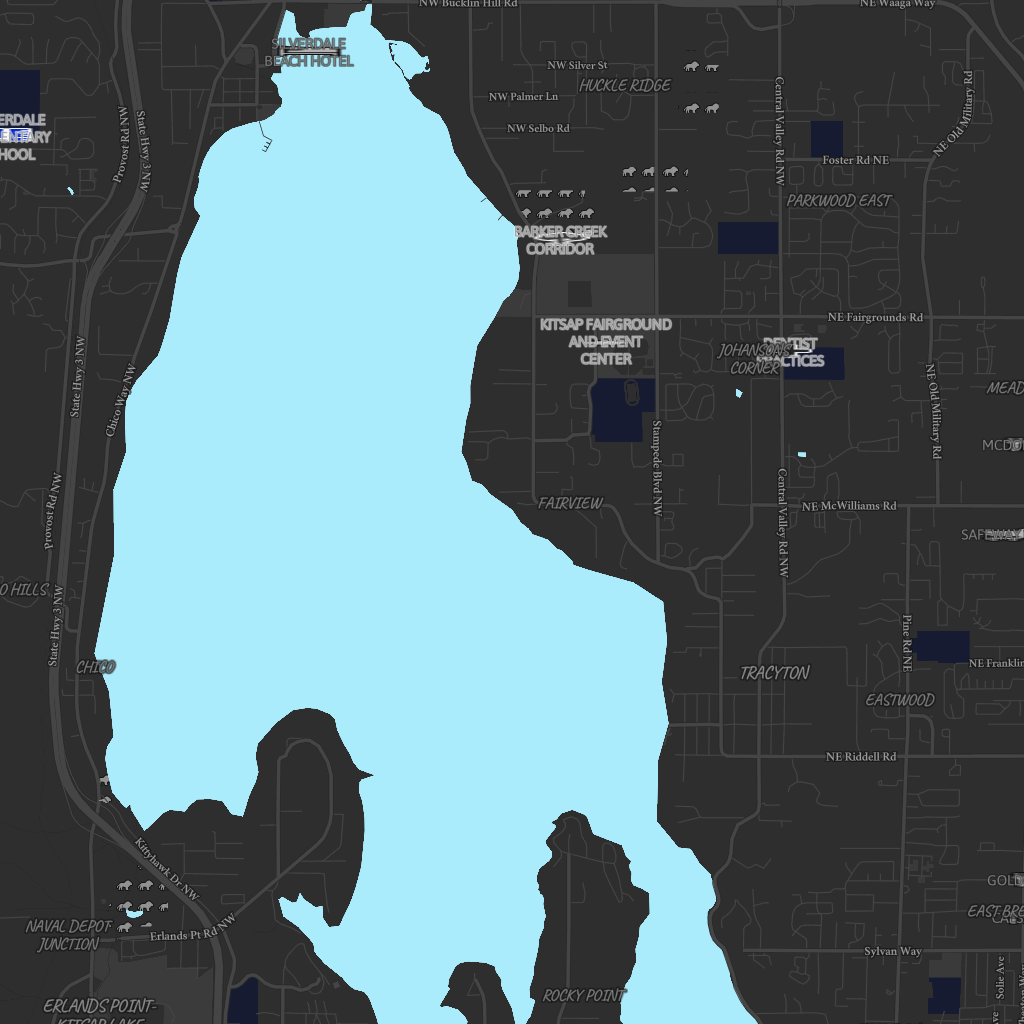 NW Bucklin Hill Rd
NE Waaga Way
SILVERDALE
BEACH HOTEL
NW Silver St
HUCKLE RIDGE
NW Palmer Ln
NW Selbo Rd
Central Valley Rd NW
NE Old Military Rd
Provost Rd NW
State Hwy 3 NW
ERDALE
HOOL
Foster Rd NE
PARKWOOD EAST
BARKER CREEK
CORRIDOR
NE Fairgrounds Rd
KITSAP FAIRGROUND
AND EVENT
CENTER
JOHANSONS
CORNER
DENTIST
PRACTICES
State Hwy 3 NW
Chico Way NW
NE Old Military Rd
MEAD
MCDO
Stampede Blvd NW
Provost Rd NW
FAIRVIEW
Central Valley Rd NW
NE McWilliams Rd
SAFEWAY
O HILLS
State Hwy 3 NW
CHICO
Pine Rd NE
NE Franklin
TRACYTON
EASTWOOD
NE Riddell Rd
Kittyhawk Dr NW
GOLD
EAST BRE
NAVAL DEPOT
JUNCTION
Erlands Pt Rd NW
Sylvan Way
Solie Ave
ROCKY POINT
ERLANDS POINT-
KITSAP LAKE